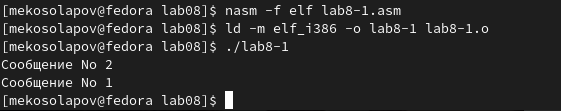 [mekosolapov@fedora lab08]$ nasm -f elf lab8-1.asm
[mekosolapov@fedora lab08]$ ld -m elf_i386 -o lab8-1 lab8-1.o
[mekosolapov@fedora lab08]$ ./lab8-1
Сообщение No 2
Сообщение No 1
[mekosolapov@fedora lab08]$